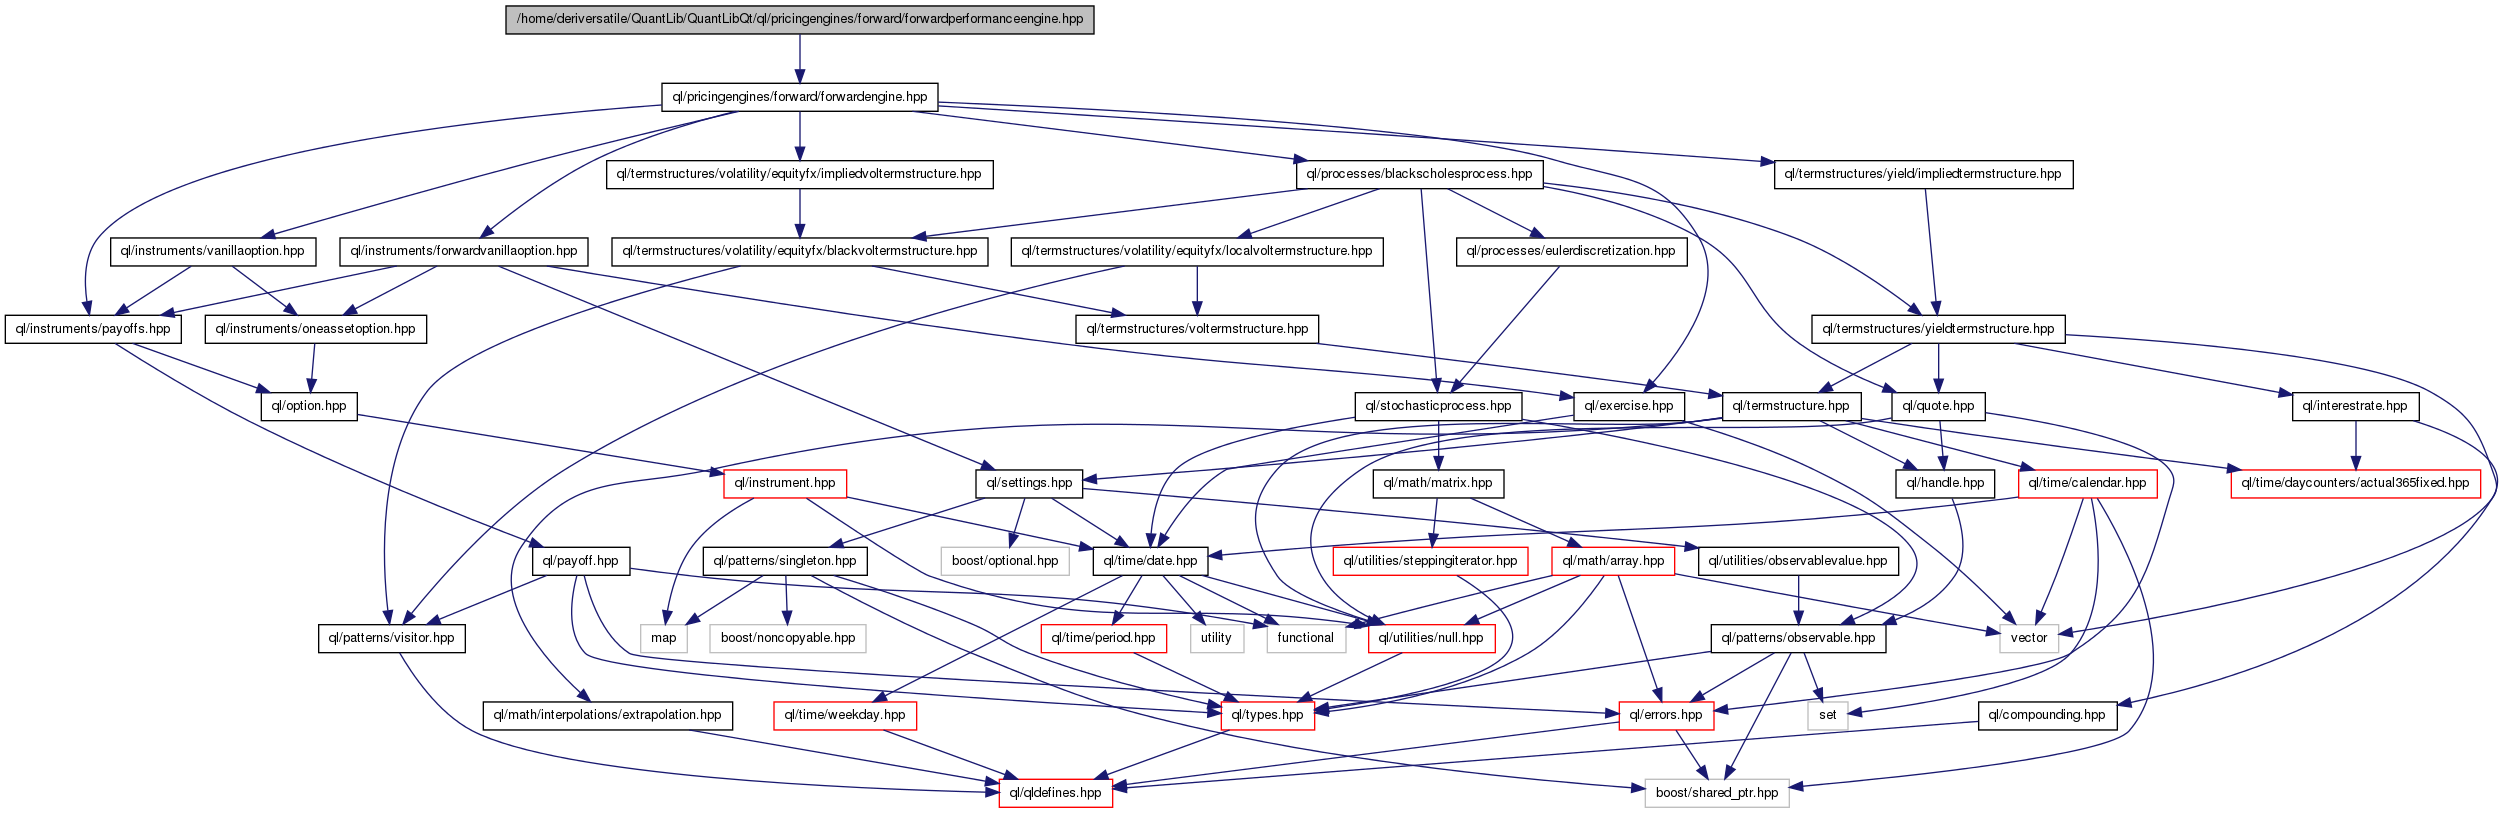 /home/deriversatile/QuantLib/QuantLibQt/ql/pricingengines/forward/forwardperformanceengine.hpp
ql/pricingengines/forward/forwardengine.hpp
ql/termstructures/volatility/equityfx/impliedvoltermstructure.hpp
ql/processes/blackscholesprocess.hpp
ql/termstructures/yield/impliedtermstructure.hpp
ql/instruments/vanillaoption.hpp
ql/instruments/forwardvanillaoption.hpp
ql/termstructures/volatility/equityfx/blackvoltermstructure.hpp
ql/termstructures/volatility/equityfx/localvoltermstructure.hpp
ql/processes/eulerdiscretization.hpp
ql/instruments/payoffs.hpp
ql/instruments/oneassetoption.hpp
ql/termstructures/voltermstructure.hpp
ql/termstructures/yieldtermstructure.hpp
ql/option.hpp
ql/stochasticprocess.hpp
ql/exercise.hpp
ql/termstructure.hpp
ql/quote.hpp
ql/interestrate.hpp
ql/instrument.hpp
ql/settings.hpp
ql/math/matrix.hpp
ql/handle.hpp
ql/time/calendar.hpp
ql/time/daycounters/actual365fixed.hpp
ql/payoff.hpp
ql/patterns/singleton.hpp
boost/optional.hpp
ql/time/date.hpp
ql/utilities/steppingiterator.hpp
ql/math/array.hpp
ql/utilities/observablevalue.hpp
ql/patterns/visitor.hpp
map
boost/noncopyable.hpp
ql/time/period.hpp
utility
functional
ql/utilities/null.hpp
ql/patterns/observable.hpp
vector
ql/math/interpolations/extrapolation.hpp
ql/time/weekday.hpp
ql/types.hpp
ql/errors.hpp
set
ql/compounding.hpp
ql/qldefines.hpp
boost/shared_ptr.hpp